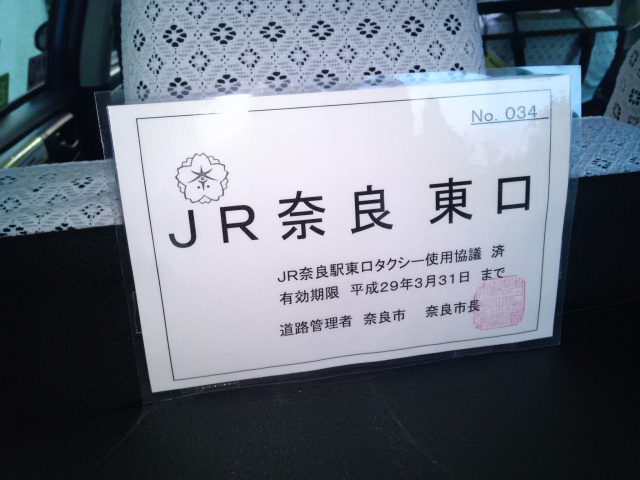 No. 034
JR奈良 東口
JR奈良駅東口タクシー使用協議 済
有効期限 平成29年3月31日 まで
道路管理者 奈良市 奈良市長